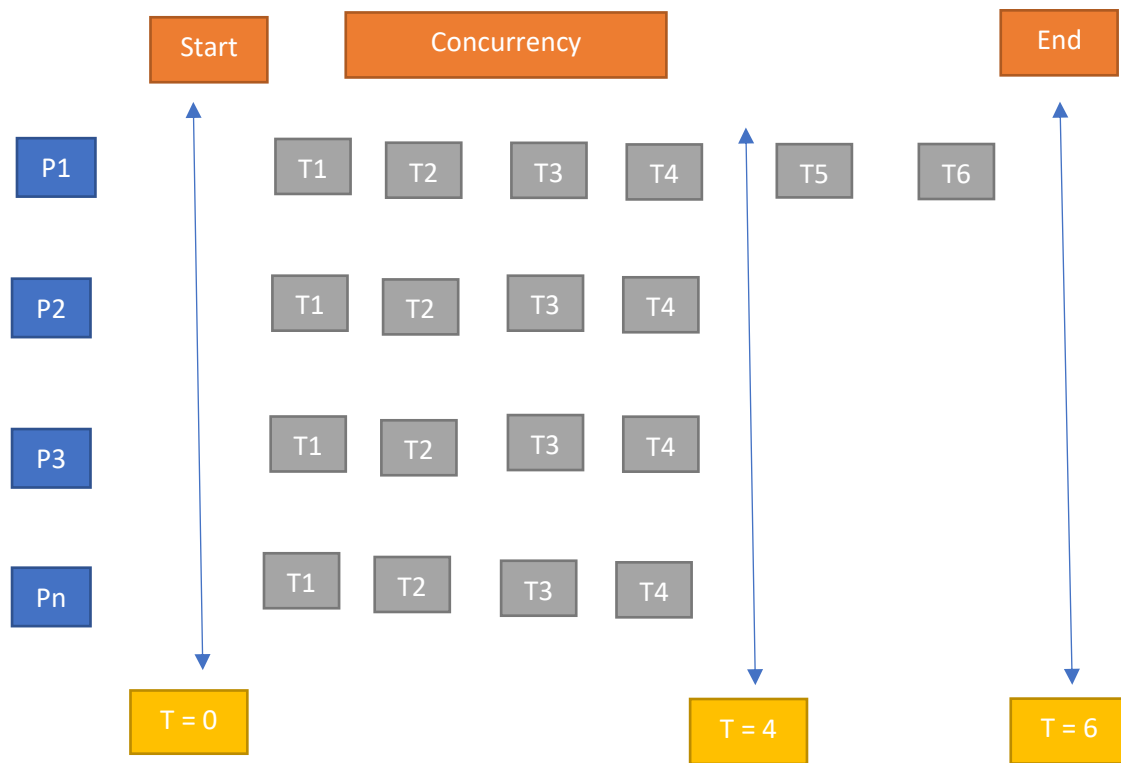 Start
Concurrency
End
P1
T1
T2
T3
T4
T5
T6
P2
T1
T2
T3
T4
P3
T1
T2
T3
T4
Pn
T1
T2
T3
T4
T = 0
T = 4
T = 6